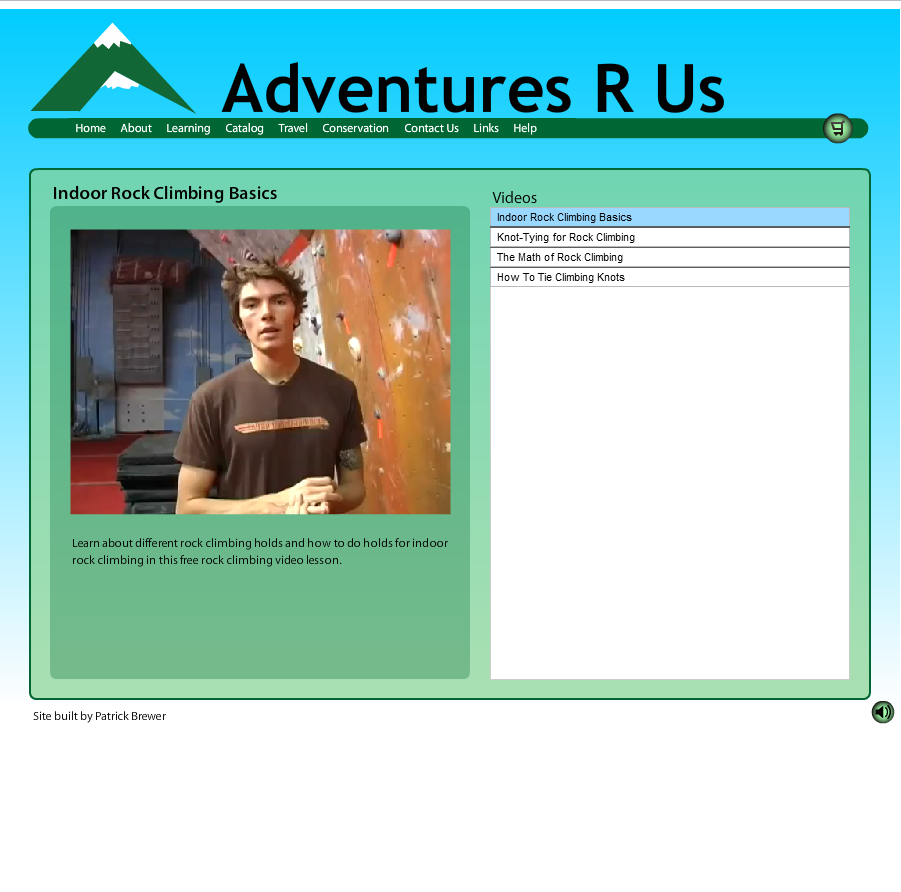 Adventures R Us
Home About Learning Catalog Travel Conservation Contact Us Links Help
Indoor Rock Climbing Basics
Learn about different rock climbing holds and how to do holds for indoor
rock climbing in this free rock climbing video lesson.
Videos
Indoor Rock Climbing Basics
Knot-Tying for Rock Climbing
The Math of Rock Climbing
How To Tie Climbing Knots
Site built by Patrick Brewer